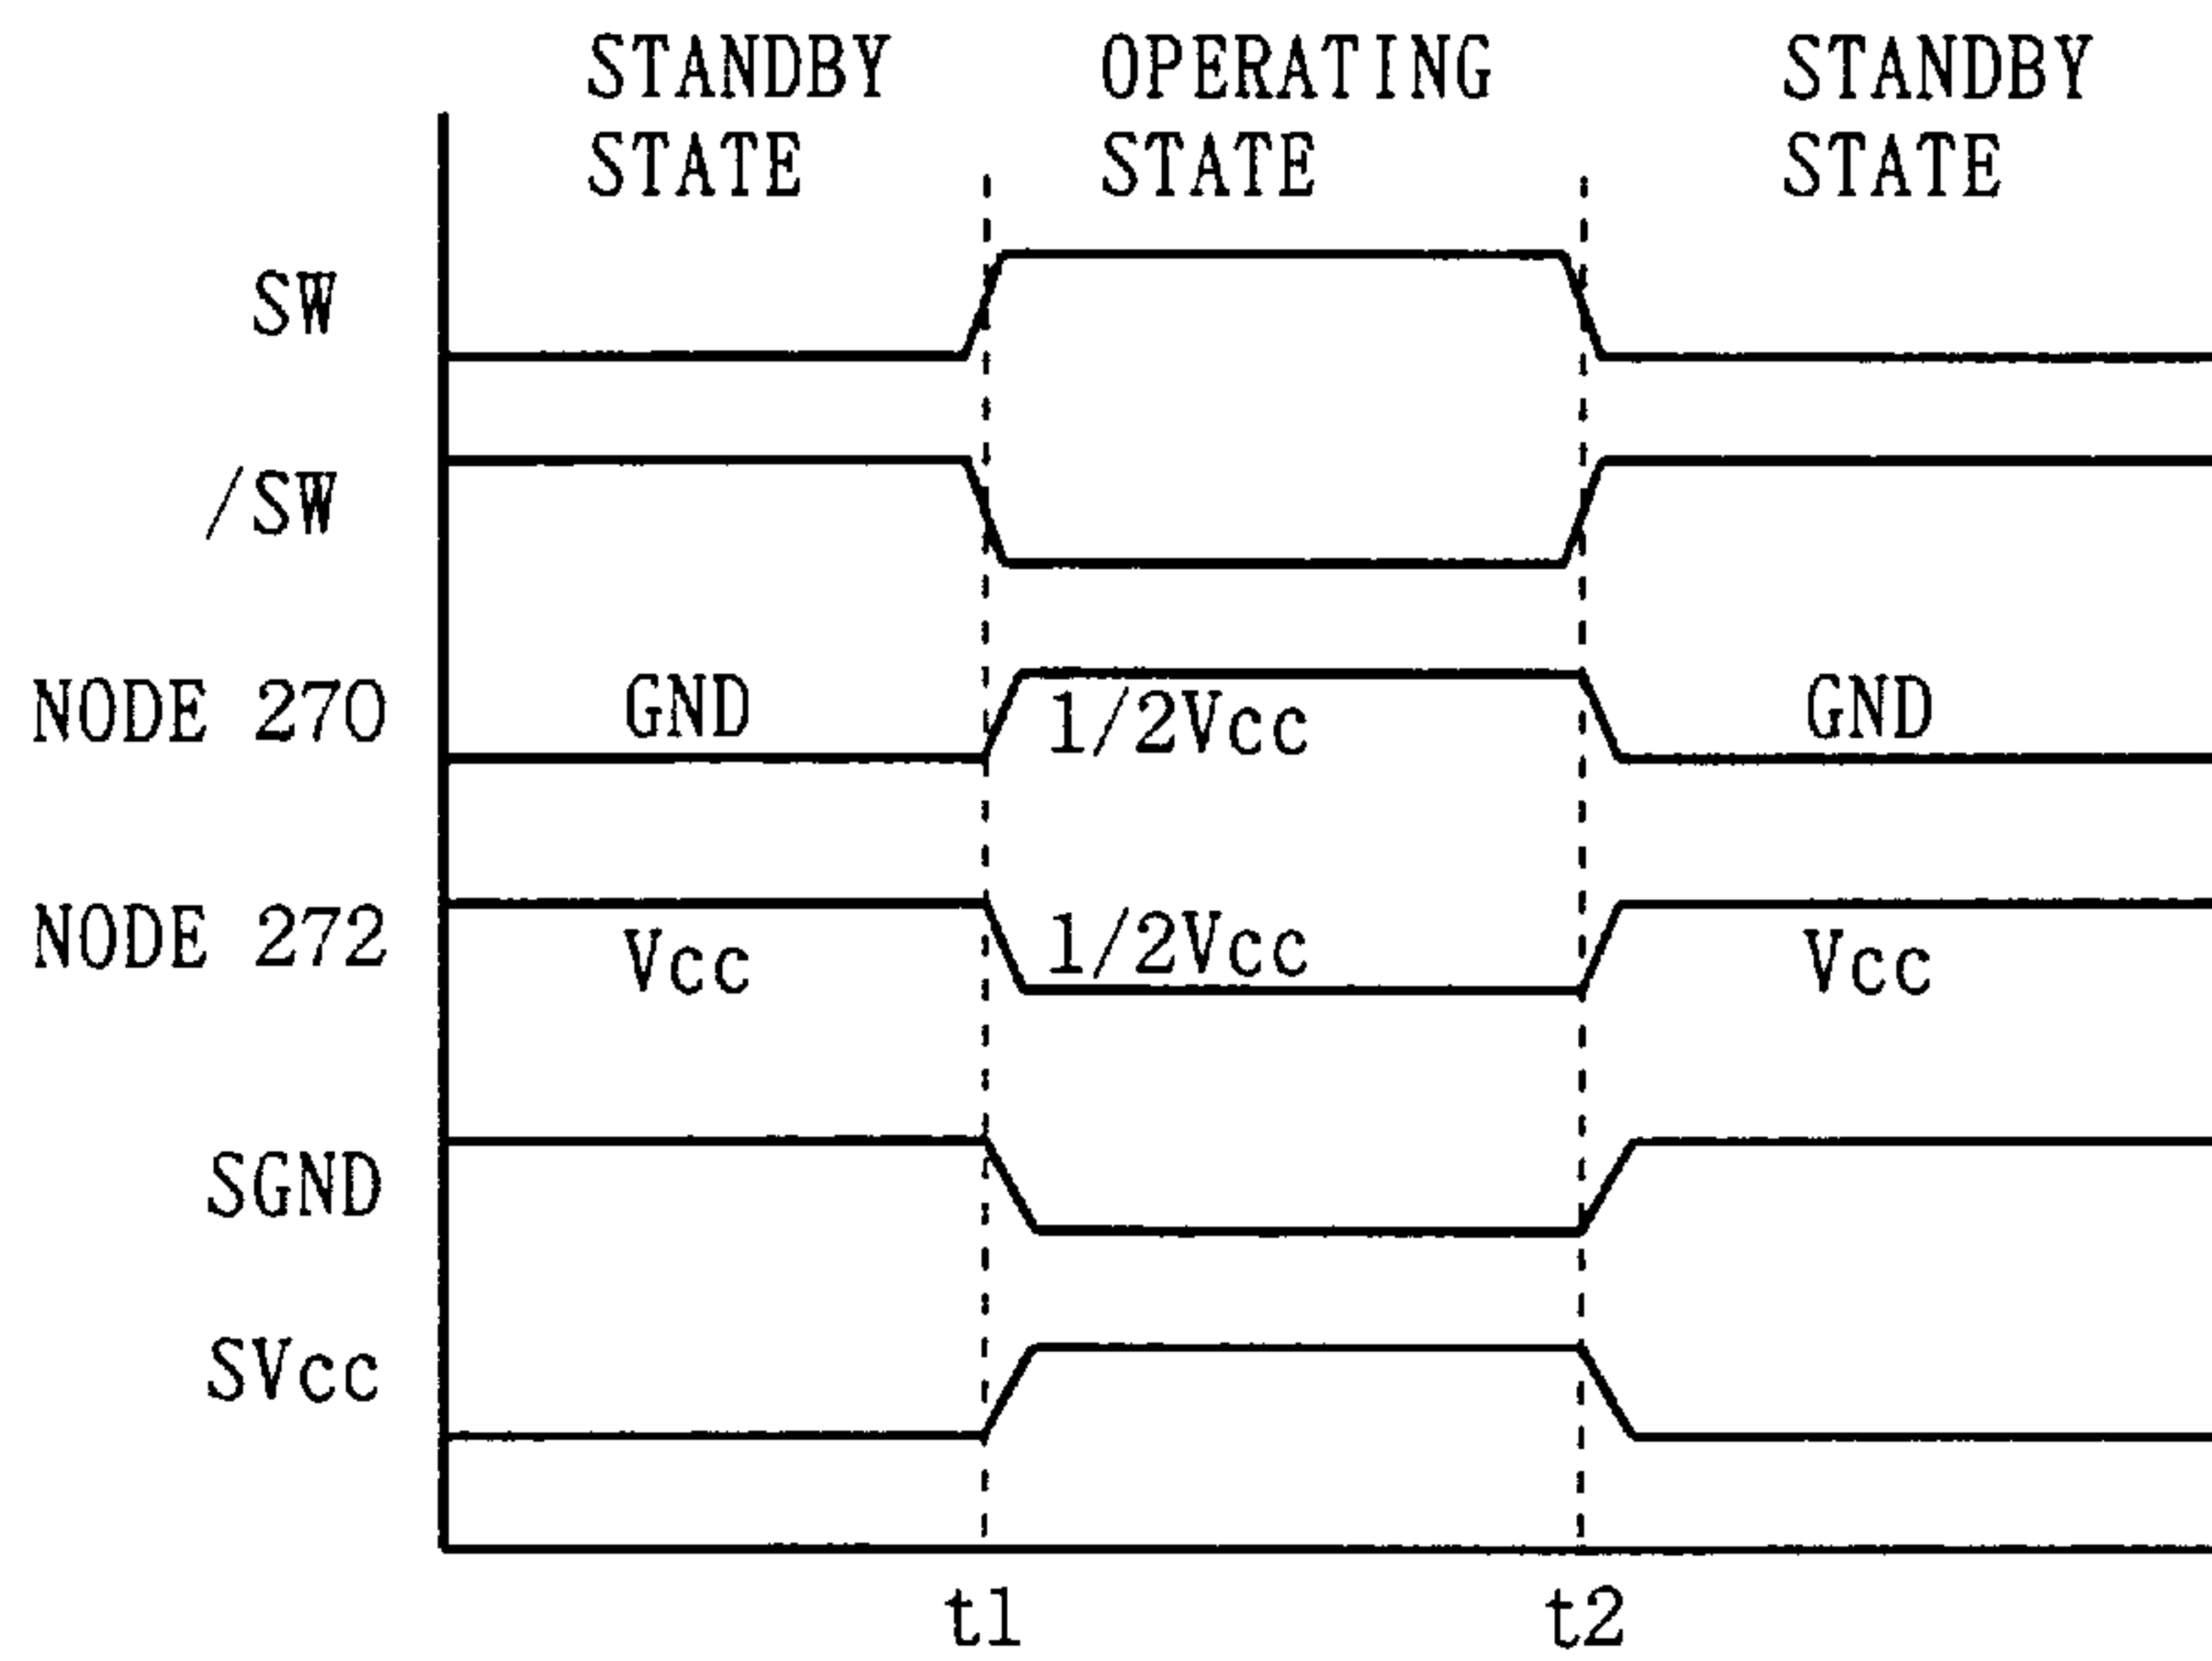 STANDBY STATE
OPERATING STATE
STANDBY STATE
SW
/SW
NODE 270
GND
1/2Vcc
GND
NODE 272
Vcc
1/2Vcc
Vcc
SGND
SVcc
t1
t2